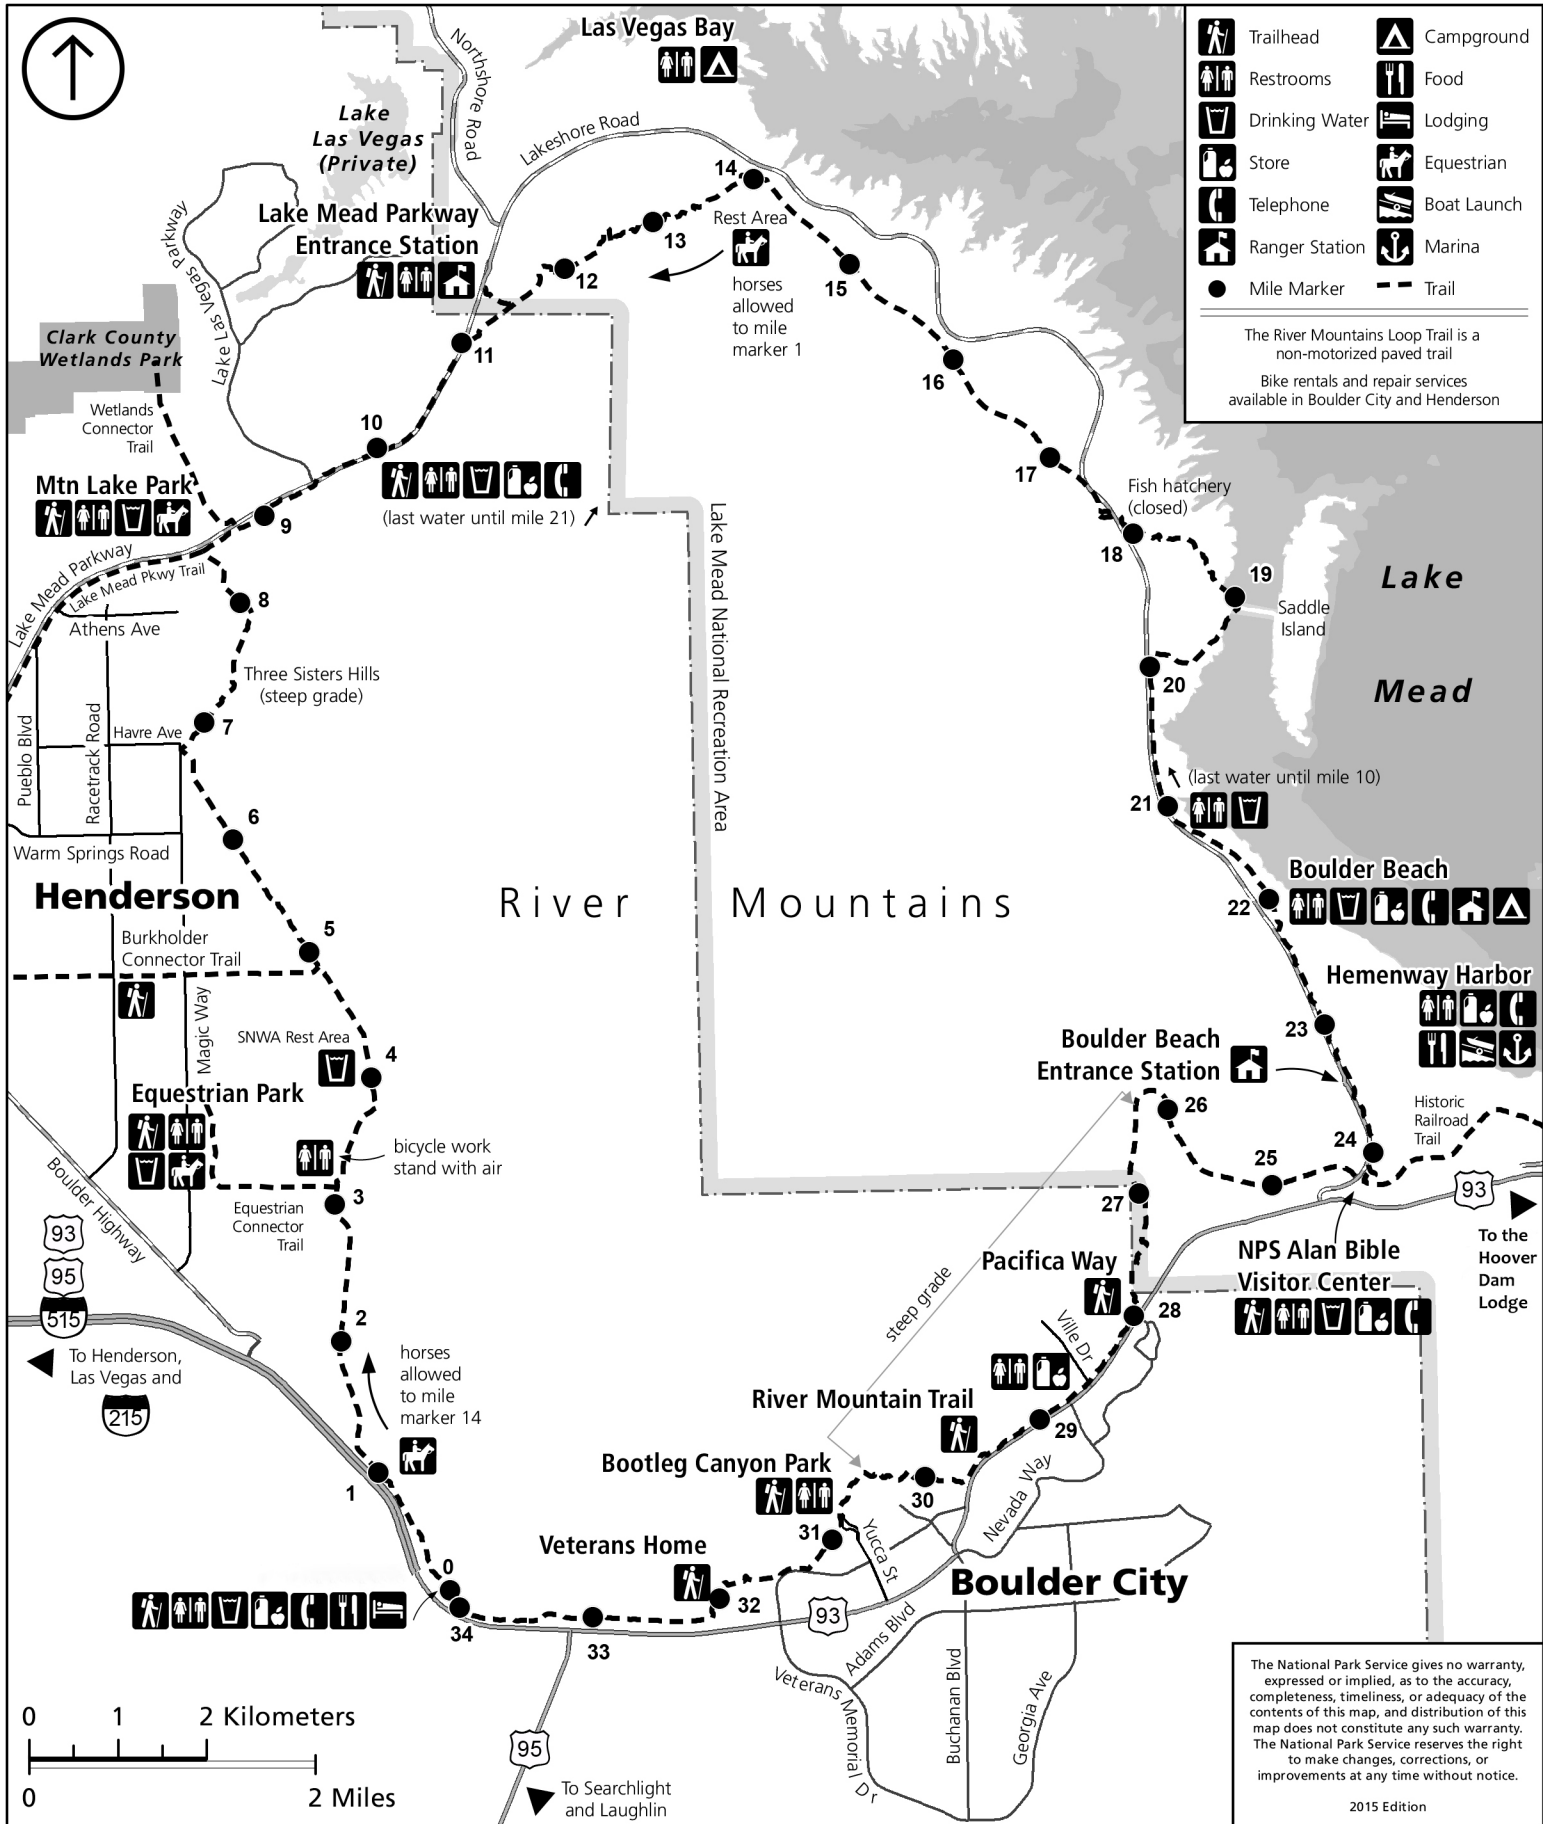 Las Vegas Bay
Northshore Road
Lakeshore Road
Lake
Las Vegas
(Private)
Lake Las Vegas Parkway
Lake Mead Parkway
Entrance Station
Trailhead
Campground
Restrooms
Food
Drinking Water
Lodging
Store
Equestrian
Telephone
Boat Launch
Ranger Station
Marina
Mile Marker
Trail
The River Mountains Loop Trail is a
non-motorized paved trail
Bike rentals and repair services
available in Boulder City and Henderson
14
13
12
11
Rest Area
horses
allowed
to mile
marker 1
15
16
17
18
19
20
21
Clark County
Wetlands Park
Wetlands
Connector
Trail
Mtn Lake Park
10
9
(last water until mile 21)
Lake Mead Parkway
Lake Mead Pkwy Trail
Athens Ave
8
Three Sisters Hills
(steep grade)
7
Havre Ave
Pueblo Blvd
Racetrack Road
6
Warm Springs Road
Henderson
Lake Mead National Recreation Area
Fish hatchery
(closed)
Saddle
Island
Lake
Mead
(last water until mile 10)
River Mountains
Boulder Beach
22
Hemenway Harbor
23
Boulder Beach
Entrance Station
24
Historic
Railroad
Trail
25
26
27
93
To the
Hoover
Dam
Lodge
NPS Alan Bible
Visitor Center
5
Burkholder
Connector Trail
Magic Way
SNWA Rest Area
4
Equestrian Park
bicycle work
stand with air
3
Equestrian
Connector
Trail
Boulder Highway
93
95
515
To Henderson,
Las Vegas and
215
2
horses
allowed
to mile
marker 14
1
0
34
33
Pacifica Way
28
Ville Dr
steep grade
River Mountain Trail
29
30
Nevada Way
Bootleg Canyon Park
31
Yucca St
Veterans Home
32
Boulder City
93
Adams Blvd
Veterans Memorial Dr
Buchanan Blvd
Georgia Ave
95
To Searchlight
and Laughlin
0 1 2 Kilometers
0 2 Miles
The National Park Service gives no warranty,
expressed or implied, as to the accuracy,
completeness, timeliness, or adequacy of the
contents of this map, and distribution of this
map does not constitute any such warranty.
The National Park Service reserves the right
to make changes, corrections, or
improvements at any time without notice.
2015 Edition